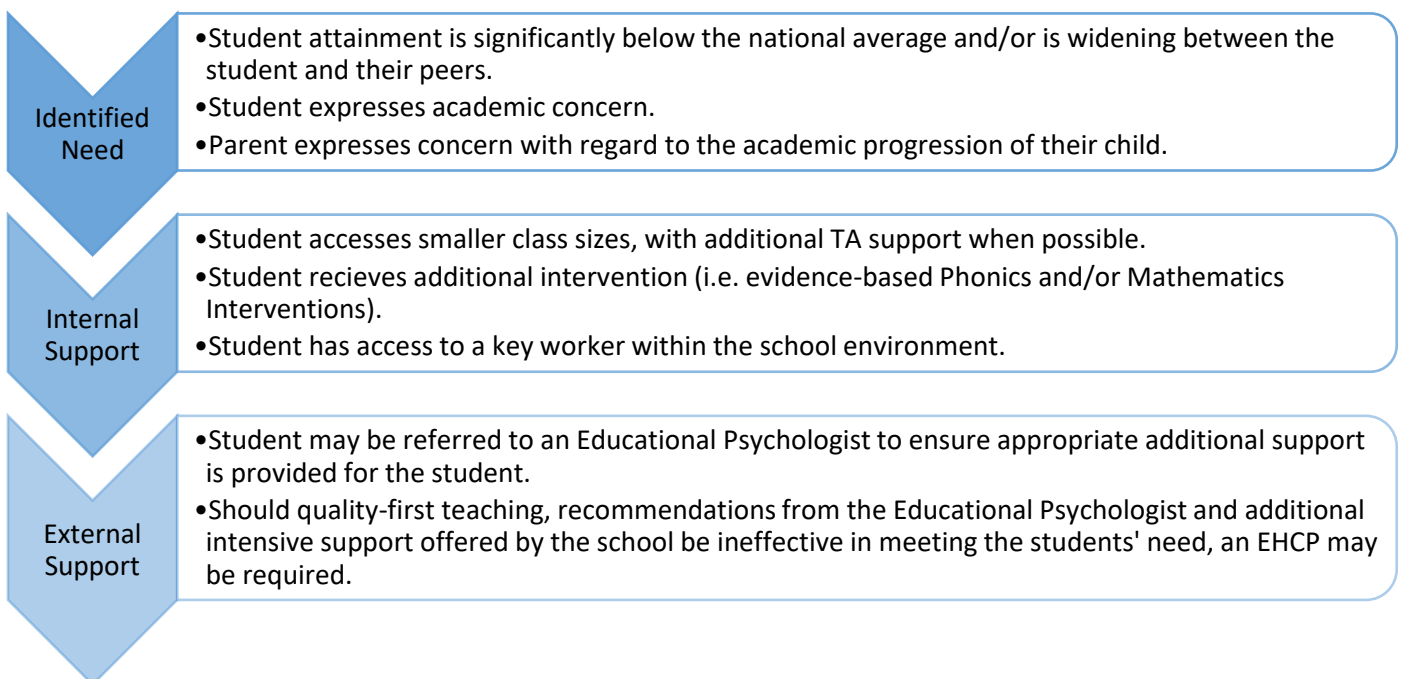 Identified
Need
•Student attainment is significantly below the national average and/or is widening between the
student and their peers.
•Student expresses academic concern.
•Parent expresses concern with regard to the academic progression of their child.
Internal
Support
•Student accesses smaller class sizes, with additional TA support when possible.
•Student recieves additional intervention (i.e. evidence-based Phonics and/or Mathematics
Interventions).
•Student has access to a key worker within the school environment.
External
Support
•Student may be referred to an Educational Psychologist to ensure appropriate additional support
is provided for the student.
•Should quality-first teaching, recommendations from the Educational Psychologist and additional
intensive support offered by the school be ineffective in meeting the students' need, an EHCP may
be required.